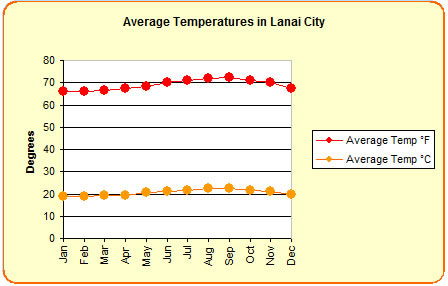 Average Temperatures in Lanai City
80
70
60
50
40
30
20
10
0
Degrees
Jan
Feb
Mar
Apr
May
Jun
Jul
Aug
Sep
Oct
Nov
Dec
Average Temp °F
Average Temp °C